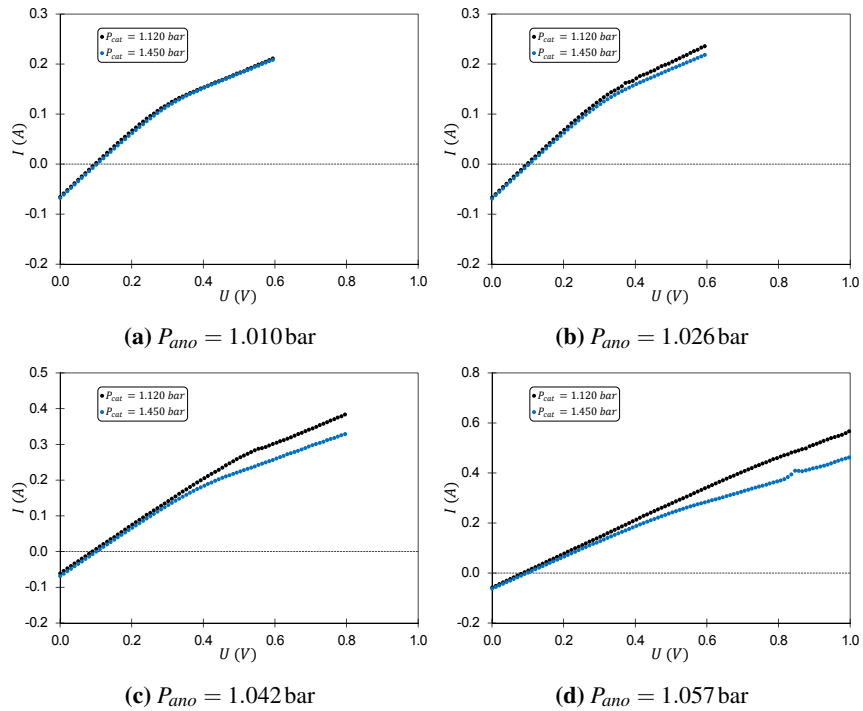 0.3
0.2
0.1
0.0
-0.1
-0.2
I (A)
P_cat = 1.120 bar
P_cat = 1.450 bar
0.0 0.2 0.4 0.6 0.8 1.0
U (V)
(a) P_ano = 1.010 bar
0.3
0.2
0.1
0.0
-0.1
-0.2
I (A)
P_cat = 1.120 bar
P_cat = 1.450 bar
0.0 0.2 0.4 0.6 0.8 1.0
U (V)
(b) P_ano = 1.026 bar
0.5
0.4
0.3
0.2
0.1
0.0
-0.1
-0.2
I (A)
P_cat = 1.120 bar
P_cat = 1.450 bar
0.0 0.2 0.4 0.6 0.8 1.0
U (V)
(c) P_ano = 1.042 bar
0.8
0.6
0.4
0.2
0.0
-0.2
I (A)
P_cat = 1.120 bar
P_cat = 1.450 bar
0.0 0.2 0.4 0.6 0.8 1.0
U (V)
(d) P_ano = 1.057 bar